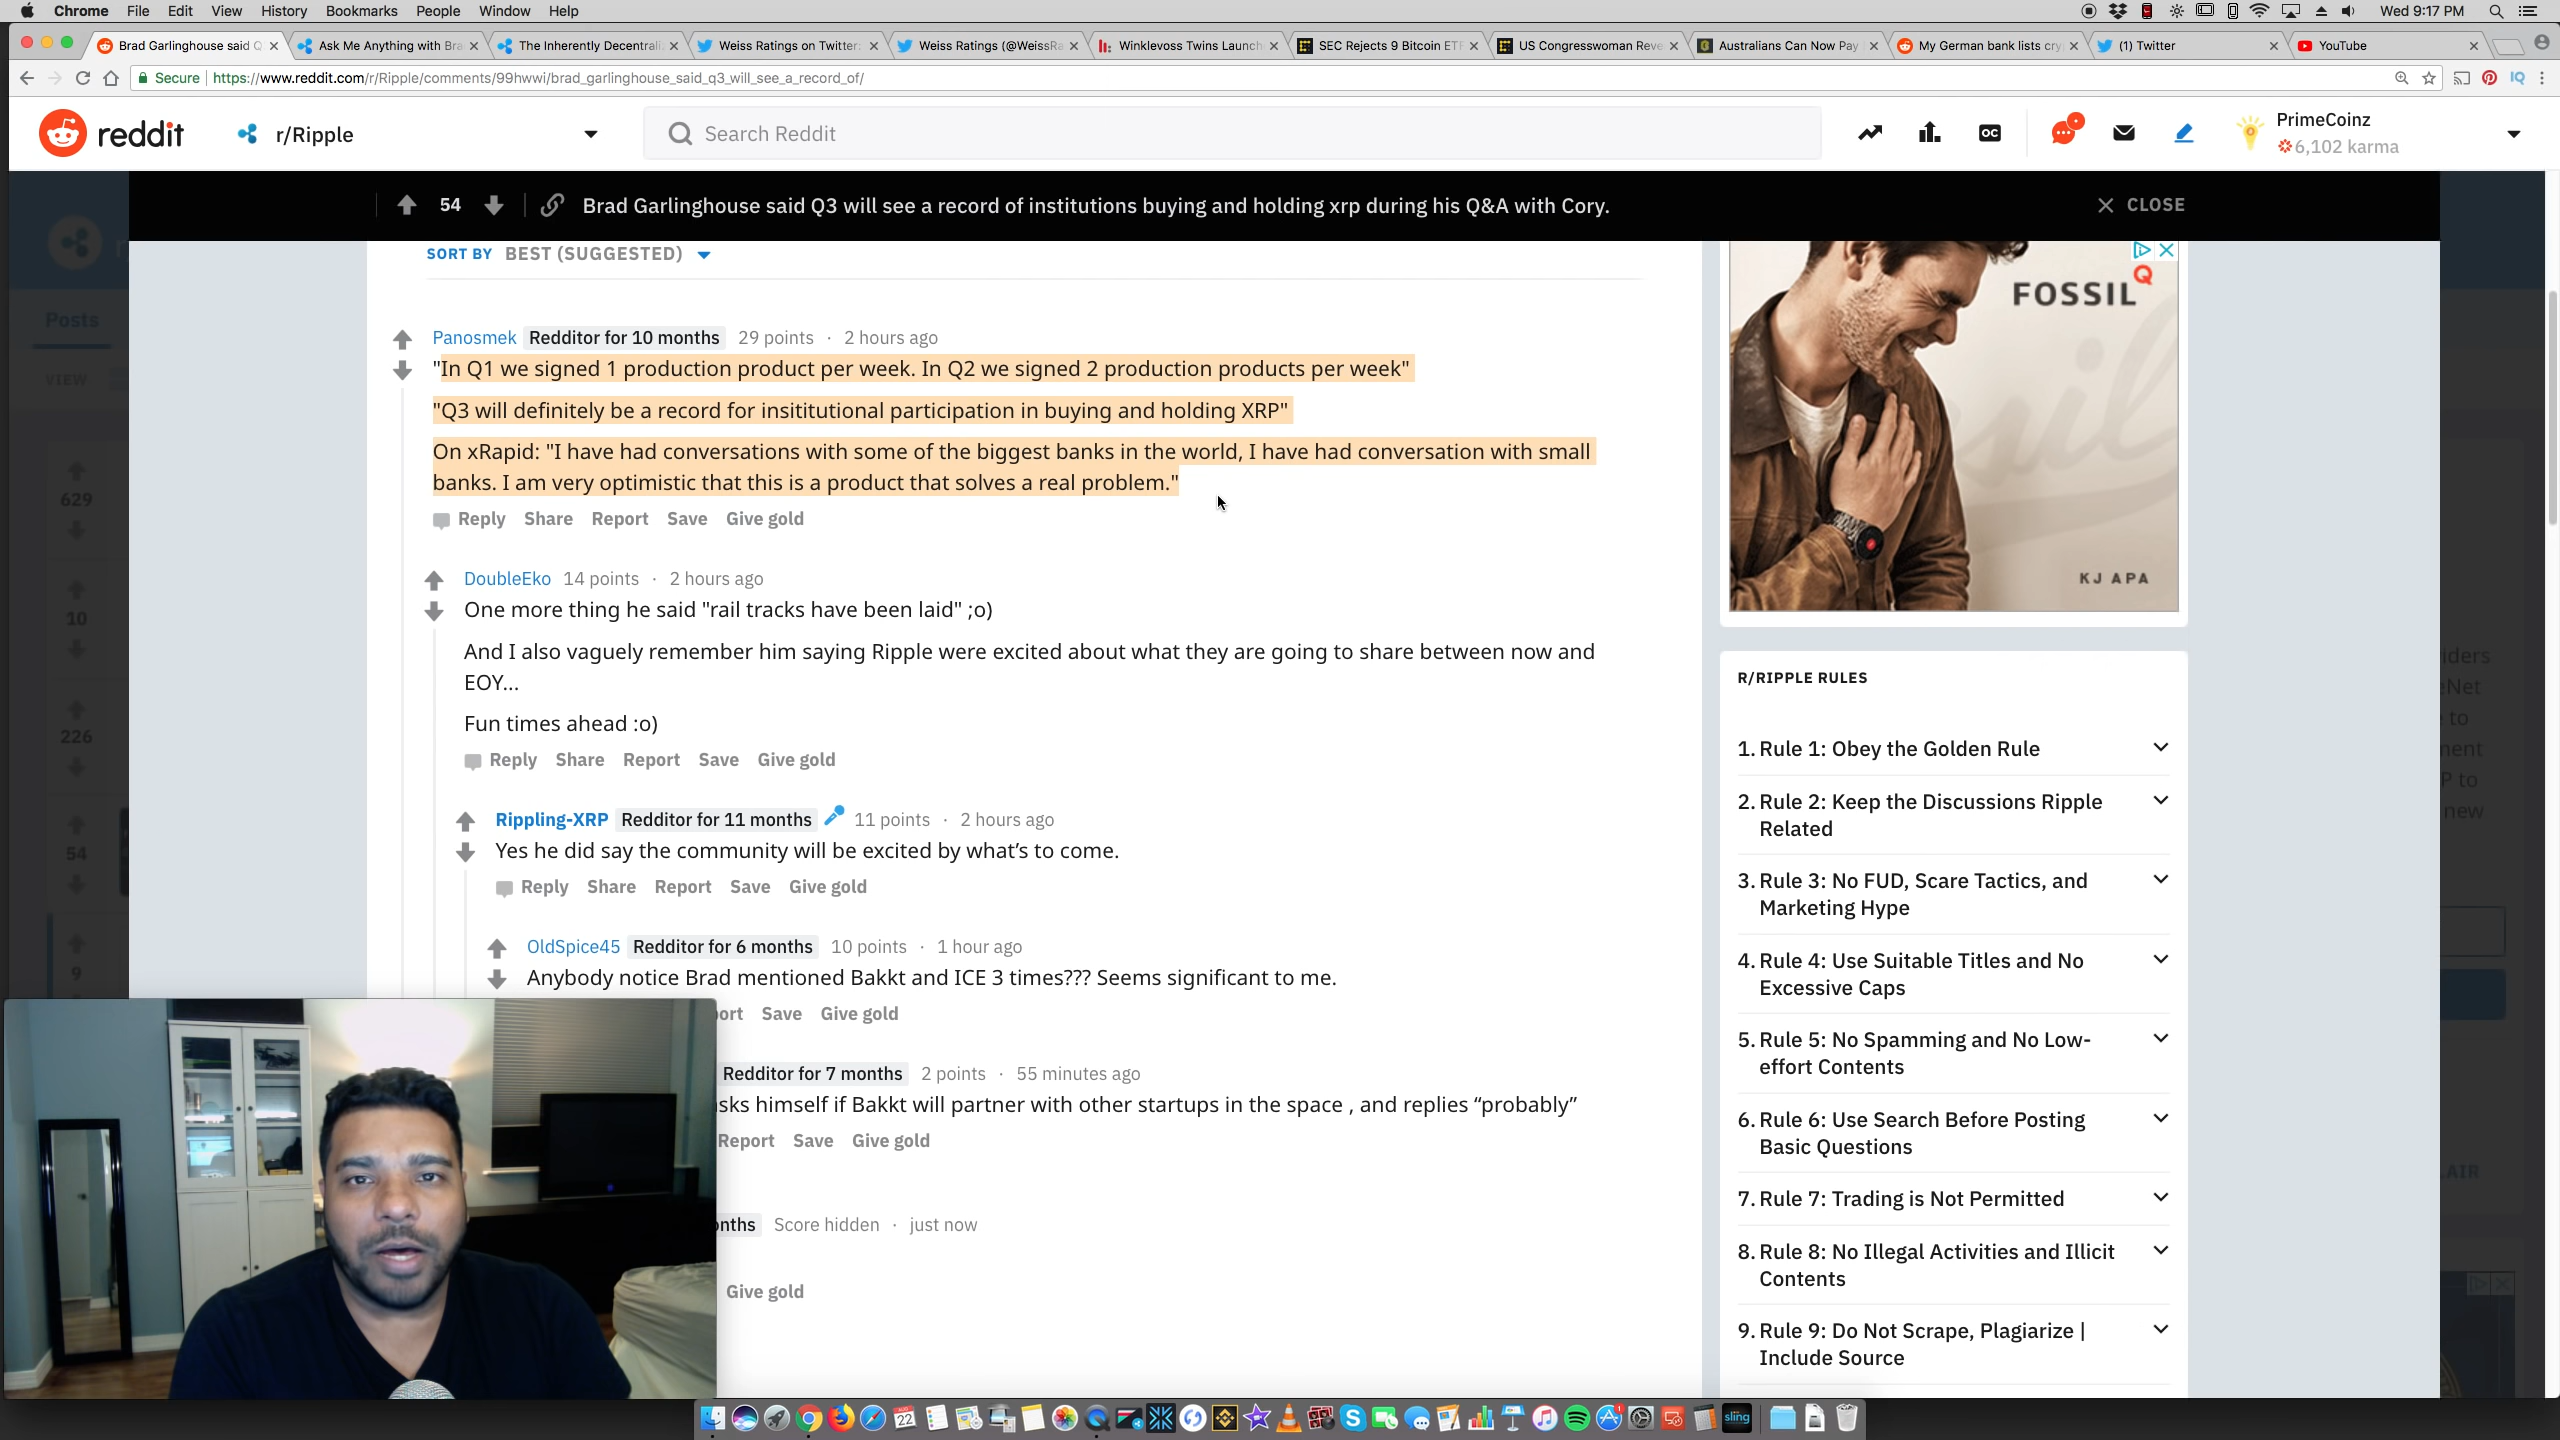 Chrome File Edit View History Bookmarks People Window Help
Wed 9:17 PM
Brad Garlinghouse said Q
Ask Me Anything with Bra
The Inherently Decentrali
Weiss Ratings on Twitter:
Weiss Ratings (@WeissRa
Winklevoss Twins Launch
SEC Rejects 9 Bitcoin ETF
US Congresswoman Reve
Australians Can Now Pay
My German bank lists cry
(1) Twitter
YouTube
Secure https://www.reddit.com/r/Ripple/comments/99hwwi/brad_garlinghouse_said_q3_will_see_a_record_of/
reddit
r/Ripple
Search Reddit
OC
PrimeCoinz
6,102 karma
54
Brad Garlinghouse said Q3 will see a record of institutions buying and holding xrp during his Q&A with Cory.
CLOSE
Posts
VIEW
629
10
226
54
9
SORT BY BEST (SUGGESTED)
Panosmek Redditor for 10 months 29 points · 2 hours ago
"In Q1 we signed 1 production product per week. In Q2 we signed 2 production products per week"
"Q3 will definitely be a record for insititutional participation in buying and holding XRP"
On xRapid: "I have had conversations with some of the biggest banks in the world, I have had conversation with small
banks. I am very optimistic that this is a product that solves a real problem."
Reply Share Report Save Give gold
DoubleEko 14 points · 2 hours ago
One more thing he said "rail tracks have been laid" ;o)
And I also vaguely remember him saying Ripple were excited about what they are going to share between now and
EOY...
Fun times ahead :o)
Reply Share Report Save Give gold
Rippling-XRP Redditor for 11 months 11 points · 2 hours ago
Yes he did say the community will be excited by what’s to come.
Reply Share Report Save Give gold
OldSpice45 Redditor for 6 months 10 points · 1 hour ago
Anybody notice Brad mentioned Bakkt and ICE 3 times??? Seems significant to me.
ort Save Give gold
Redditor for 7 months 2 points · 55 minutes ago
sks himself if Bakkt will partner with other startups in the space , and replies “probably”
Report Save Give gold
onths Score hidden · just now
Give gold
FOSSIL Q
KJ APA
R/RIPPLE RULES
1. Rule 1: Obey the Golden Rule
2. Rule 2: Keep the Discussions Ripple
Related
3. Rule 3: No FUD, Scare Tactics, and
Marketing Hype
4. Rule 4: Use Suitable Titles and No
Excessive Caps
5. Rule 5: No Spamming and No Low-
effort Contents
6. Rule 6: Use Search Before Posting
Basic Questions
7. Rule 7: Trading is Not Permitted
8. Rule 8: No Illegal Activities and Illicit
Contents
9. Rule 9: Do Not Scrape, Plagiarize |
Include Source
AUG
22
sling